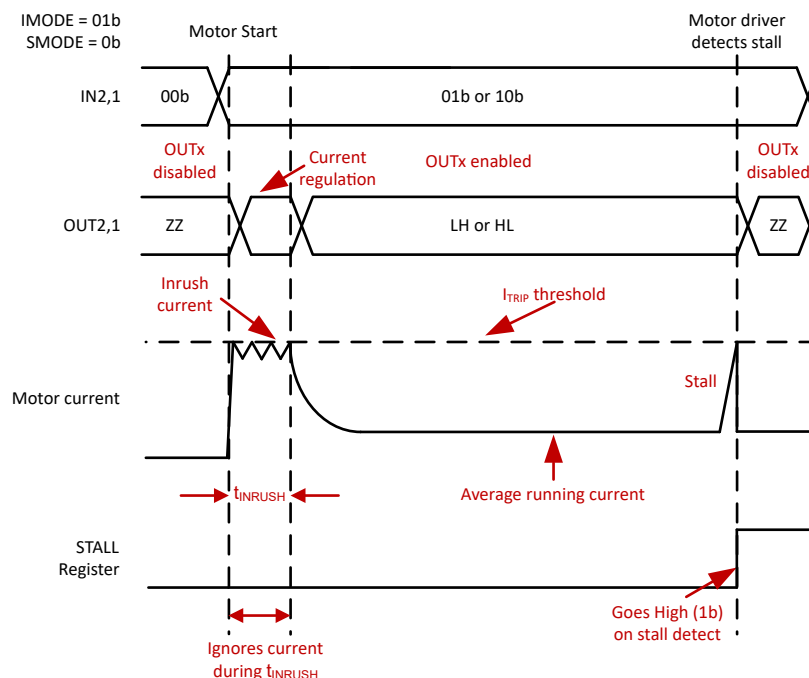 IMODE = 01b
SMODE = 0b
Motor Start
Motor driver
detects stall
IN2,1
00b
01b or 10b
OUTx
disabled
Current
regulation
OUTx enabled
OUTx
disabled
OUT2,1
ZZ
LH or HL
ZZ
Inrush
current
ITRIP threshold
Motor current
Stall
tINRUSH
Average running current
STALL
Register
Goes High (1b)
on stall detect
Ignores current
during tINRUSH